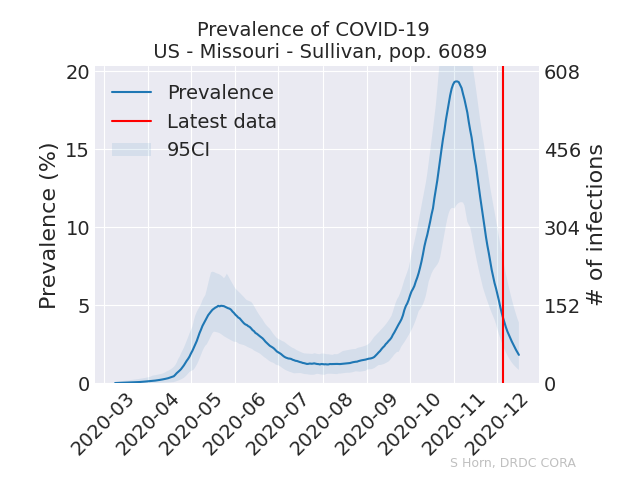 Prevalence of COVID-19
US - Missouri - Sullivan, pop. 6089
Prevalence (%)
20
15
10
5
0
Prevalence
Latest data
95CI
608
456
304
152
0
# of infections
2020-03
2020-04
2020-05
2020-06
2020-07
2020-08
2020-09
2020-10
2020-11
2020-12
S Horn, DRDC CORA